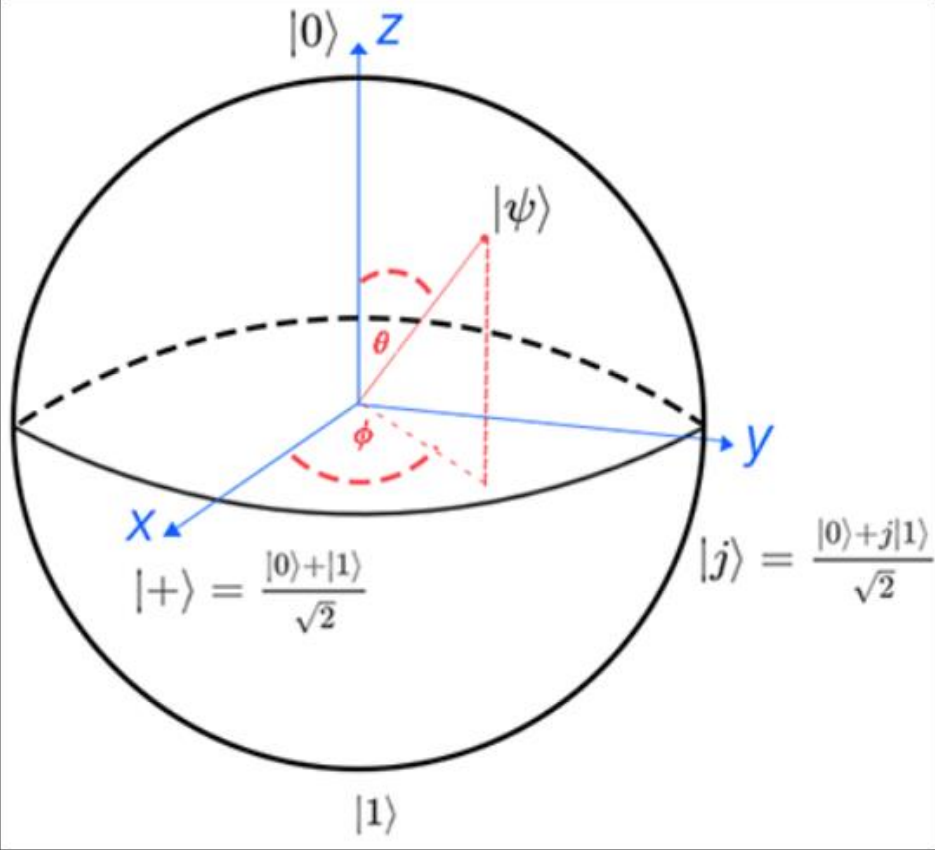 |0⟩ z
|ψ⟩
θ
ϕ
y
x
|+⟩ = |0⟩+|1⟩/√2
|j⟩ = |0⟩+j|1⟩/√2
|1⟩